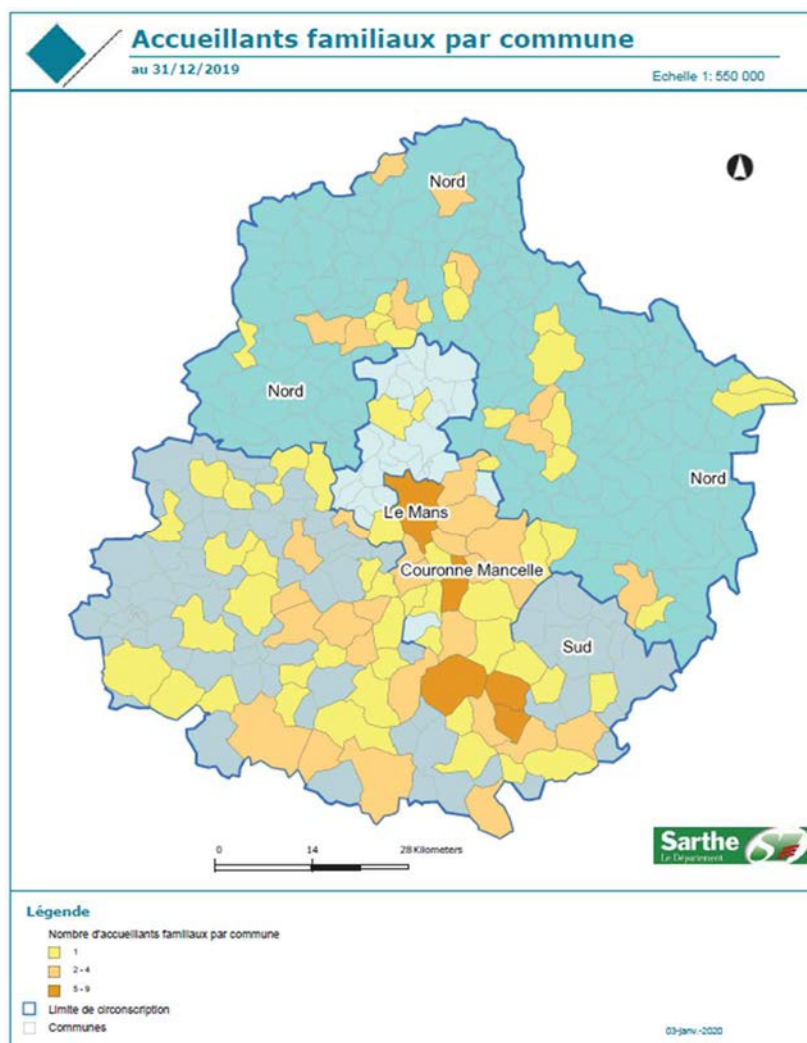 Accueillants familiaux par commune
au 31/12/2019
Echelle 1: 550 000
Nord
Nord
Nord
Le Mans
Couronne Mancelle
Sud
0 14 28 Kilometers
Sarthe
Le Département
Légende
Nombre d'accueillants familiaux par commune
1
2 - 4
5 - 9
Limite de circonscription
Communes
03-janv.-2020